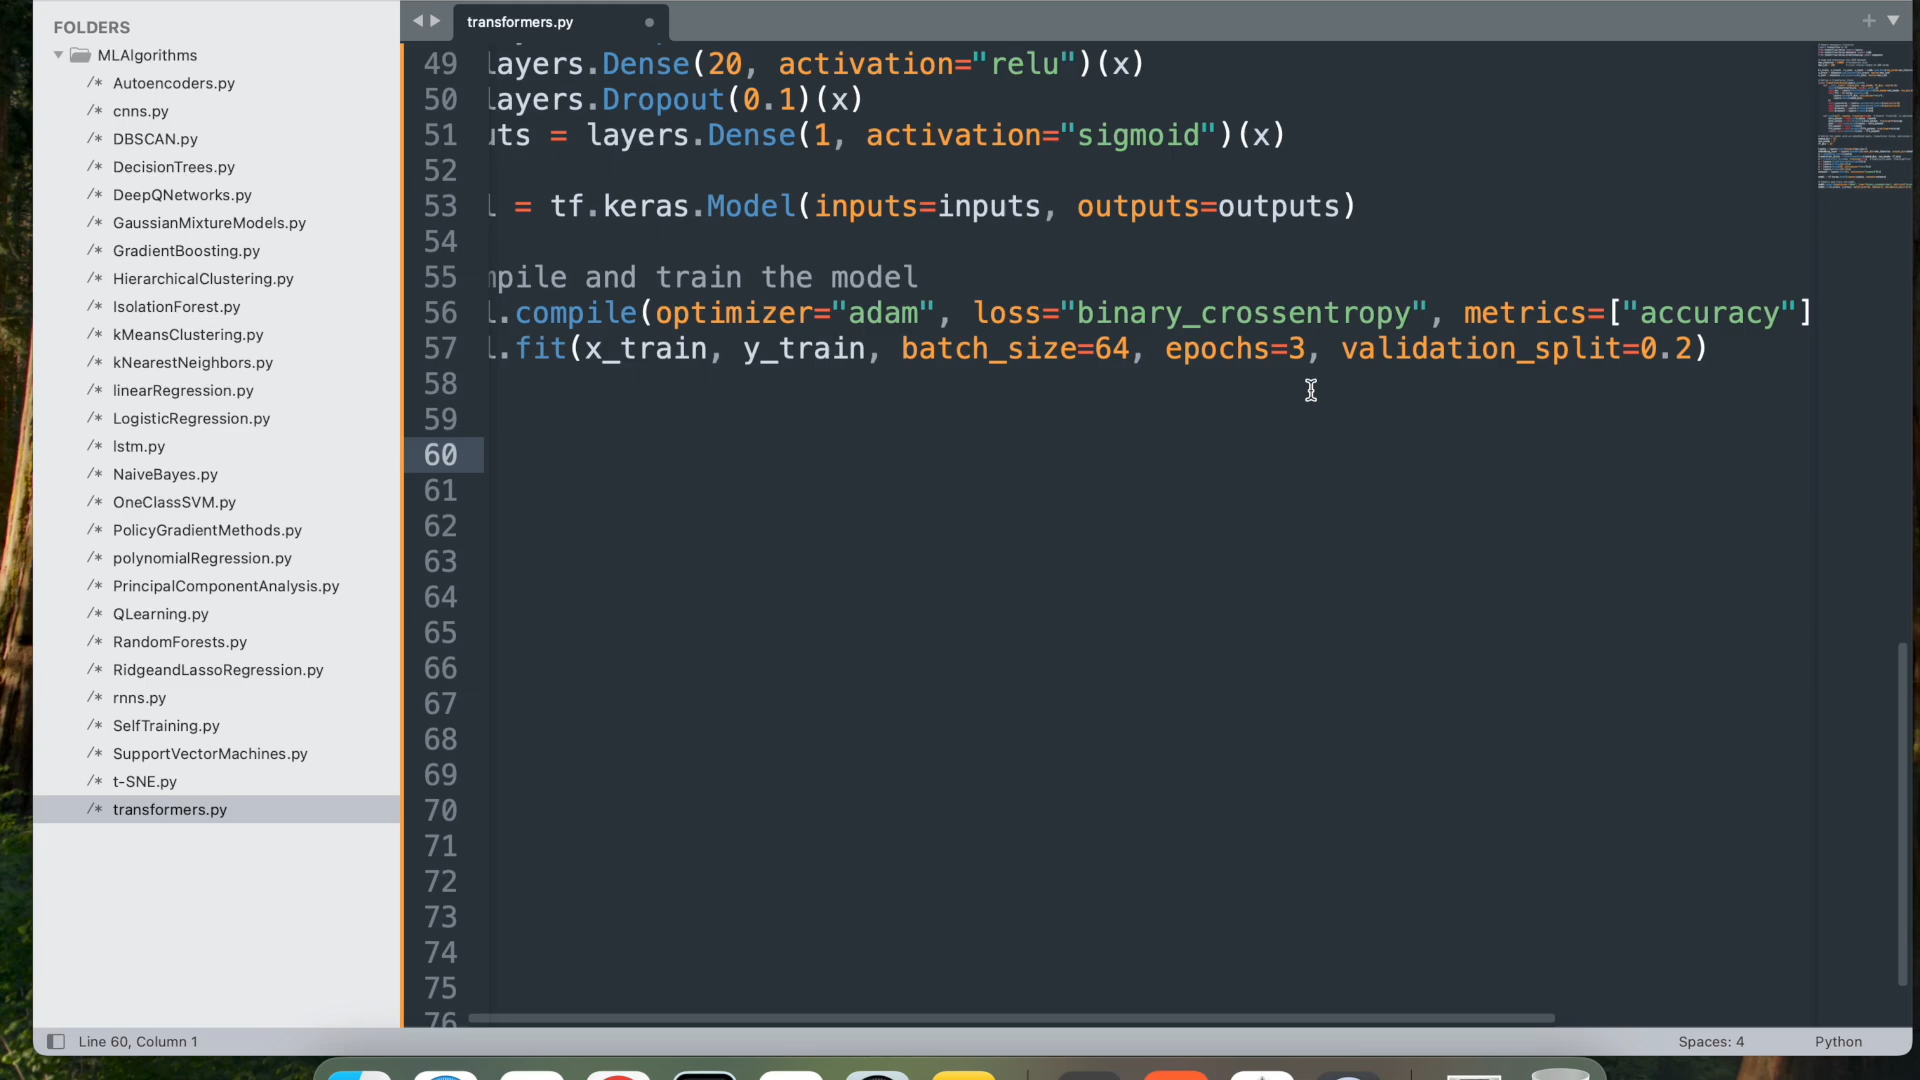 FOLDERS
MLAlgorithms
/* Autoencoders.py
/* cnns.py
/* DBSCAN.py
/* DecisionTrees.py
/* DeepQNetworks.py
/* GaussianMixtureModels.py
/* GradientBoosting.py
/* HierarchicalClustering.py
/* IsolationForest.py
/* kMeansClustering.py
/* kNearestNeighbors.py
/* linearRegression.py
/* LogisticRegression.py
/* lstm.py
/* NaiveBayes.py
/* OneClassSVM.py
/* PolicyGradientMethods.py
/* polynomialRegression.py
/* PrincipalComponentAnalysis.py
/* QLearning.py
/* RandomForests.py
/* RidgeandLassoRegression.py
/* rnns.py
/* SelfTraining.py
/* SupportVectorMachines.py
/* t-SNE.py
/* transformers.py
transformers.py
49 layers.Dense(20, activation="relu")(x)
50 layers.Dropout(0.1)(x)
51 uts = layers.Dense(1, activation="sigmoid")(x)
52
53 l = tf.keras.Model(inputs=inputs, outputs=outputs)
54
55 mpile and train the model
56 l.compile(optimizer="adam", loss="binary_crossentropy", metrics=["accuracy"]
57 l.fit(x_train, y_train, batch_size=64, epochs=3, validation_split=0.2)
58
59
60
61
62
63
64
65
66
67
68
69
70
71
72
73
74
75
76
Line 60, Column 1
Spaces: 4
Python